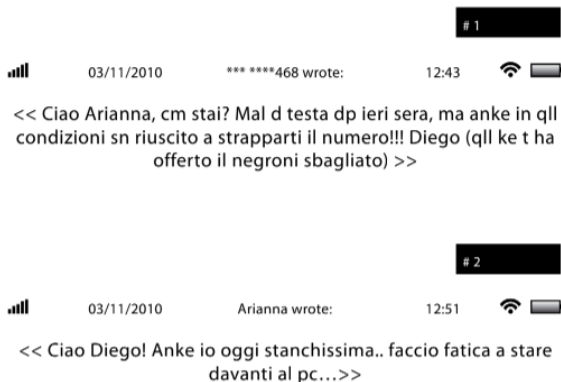 # 1
03/11/2010 *** ****468 wrote: 12:43
<< Ciao Arianna, cm stai? Mal d testa dp ieri sera, ma anke in qll
condizioni sn riuscito a strapparti il numero!!! Diego (qll ke t ha
offerto il negroni sbagliato) >>
# 2
03/11/2010 Arianna wrote: 12:51
<< Ciao Diego! Anke io oggi stanchissima.. faccio fatica a stare
davanti al pc...>>